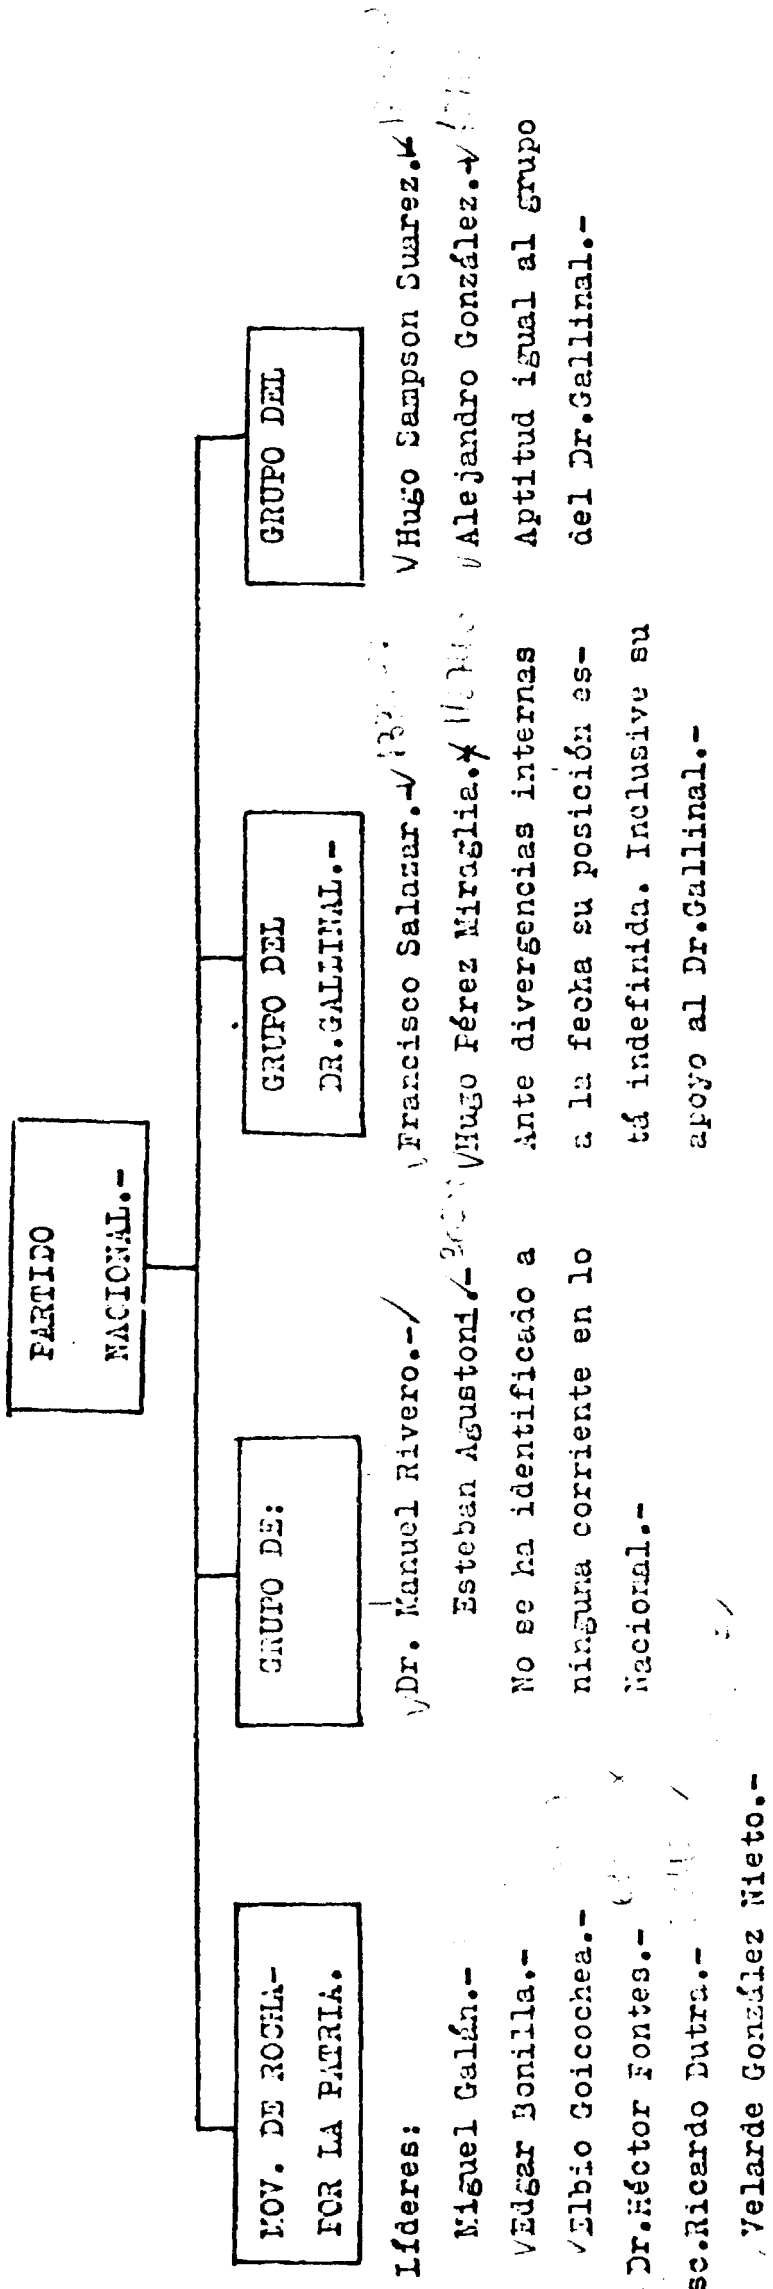 PARTIDO
NACIONAL.-
MOV. DE ROCHA-
POR LA PATRIA.
Líderes:
Miguel Galán.-
Edgar Bonilla.-
Elbio Goicochea.-
Dr.Héctor Fontes.-
sc.Ricardo Dutra.-
Velarde González Nieto.-
GRUPO DE:
Dr. Manuel Rivero.-
Esteban Agustoni.-
No se ha identificado a
ninguna corriente en lo
Nacional.-
GRUPO DEL
DR.GALLINAL.-
Francisco Salazar.-
Hugo Pérez Miraglia.
Ante divergencias internas
a la fecha su posición es-
tá indefinida. Inclusive su
apoyo al Dr.Gallinal.-
GRUPO DEL
Hugo Sampson Suarez.
Alejandro González.-
Aptitud igual al grupo
del Dr.Gallinal.-